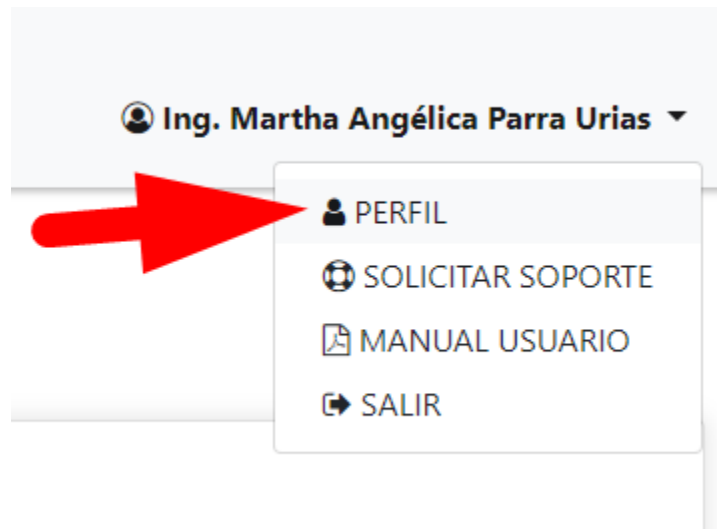 Ing. Martha Angélica Parra Urias
PERFIL
SOLICITAR SOPORTE
MANUAL USUARIO
SALIR